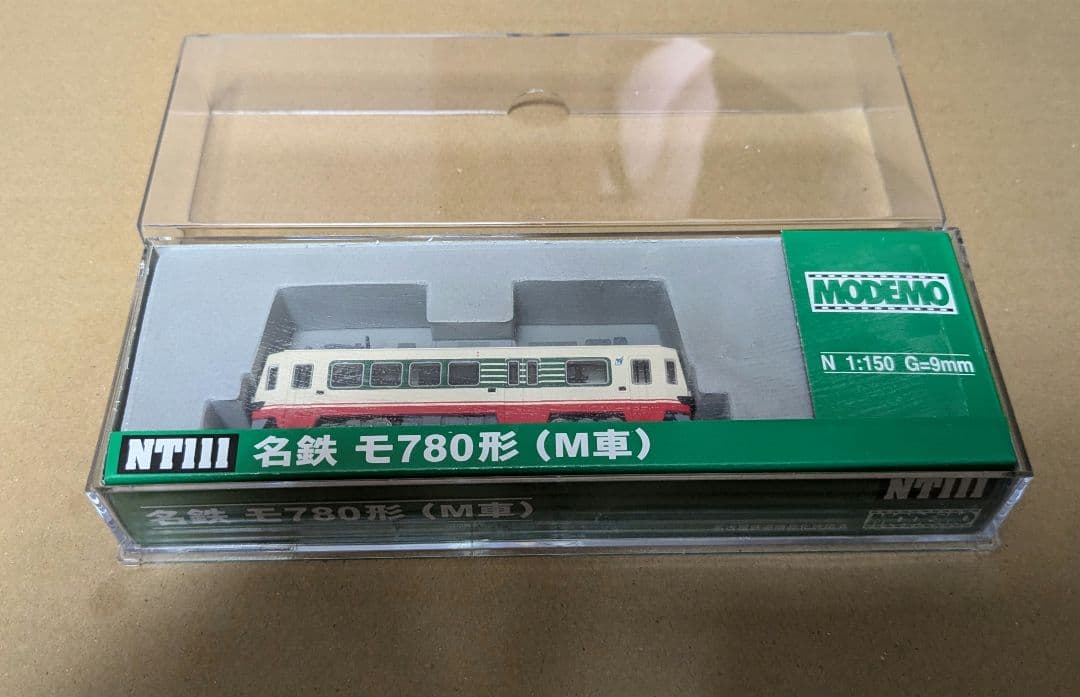 MODEMO
N 1:150 G=9mm
NT111 名鉄 モ780形（M車）
NT111
名鉄 モ780形（M車）
MODEMO